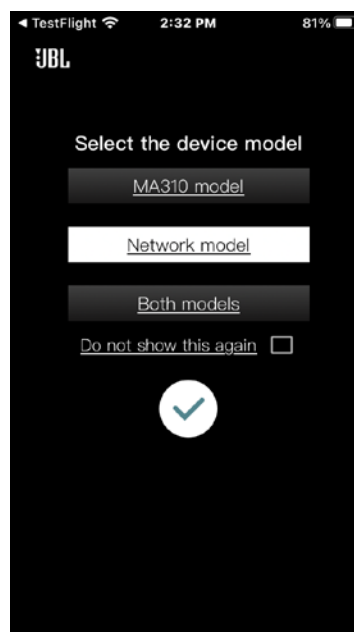 ◀ TestFlight 2:32 PM 81%
JBL
Select the device model
MA310 model
Network model
Both models
Do not show this again